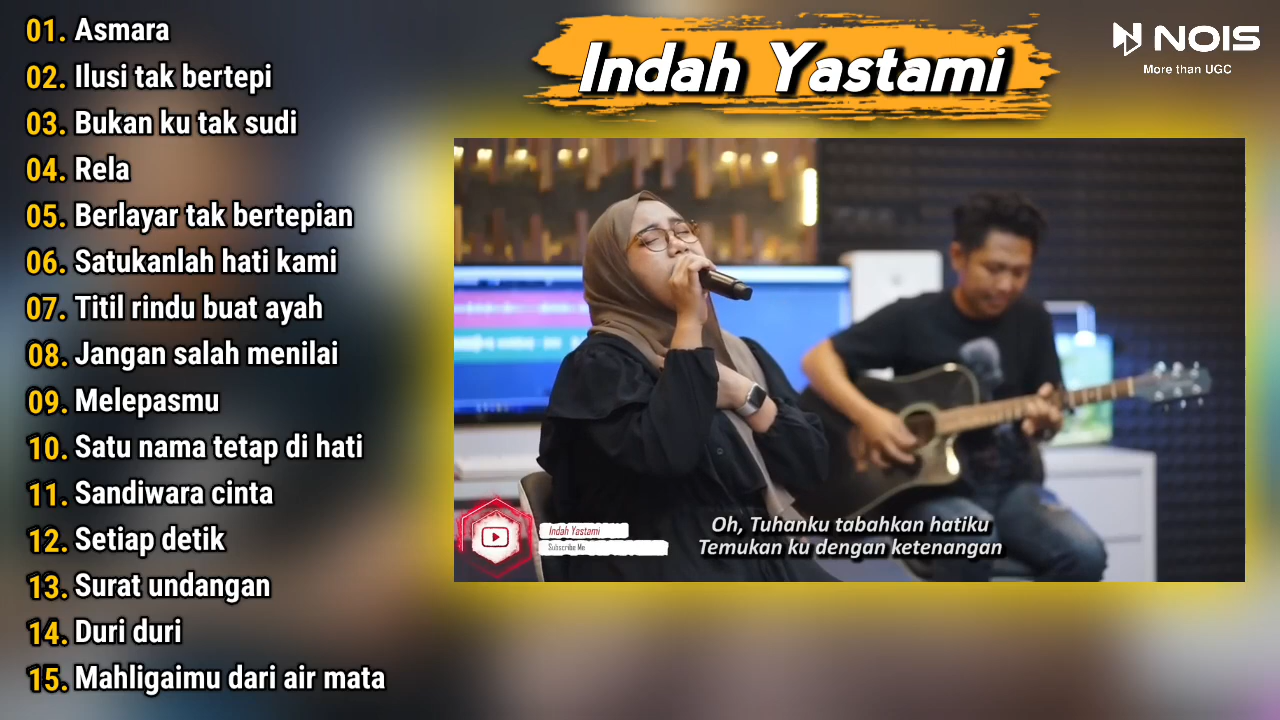 01. Asmara
02. Ilusi tak bertepi
03. Bukan ku tak sudi
04. Rela
05. Berlayar tak bertepian
06. Satukanlah hati kami
07. Titil rindu buat ayah
08. Jangan salah menilai
09. Melepasmu
10. Satu nama tetap di hati
11. Sandiwara cinta
12. Setiap detik
13. Surat undangan
14. Duri duri
15. Mahligaimu dari air mata
Indah Yastami
NOIS
More than UGC
Indah Yastami
Subscribe Me
Oh, Tuhanku tabahkan hatiku
Temukan ku dengan ketenangan